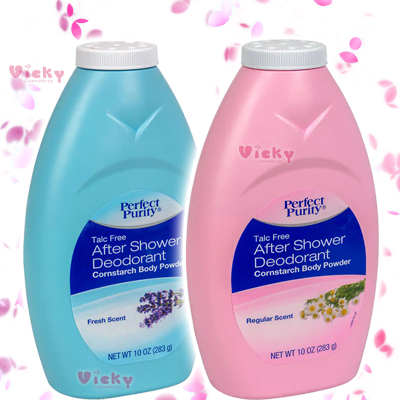 Vicky
Cosméticos
Perfect
Purity®
Talc Free
After Shower
Deodorant
Cornstarch Body Powder
Fresh Scent
NET WT 10 OZ (283 g)
Vicky
Vicky
Perfect
Purity®
Talc Free
After Shower
Deodorant
Cornstarch Body Powder
Regular Scent
NET WT 10 OZ (283 g)